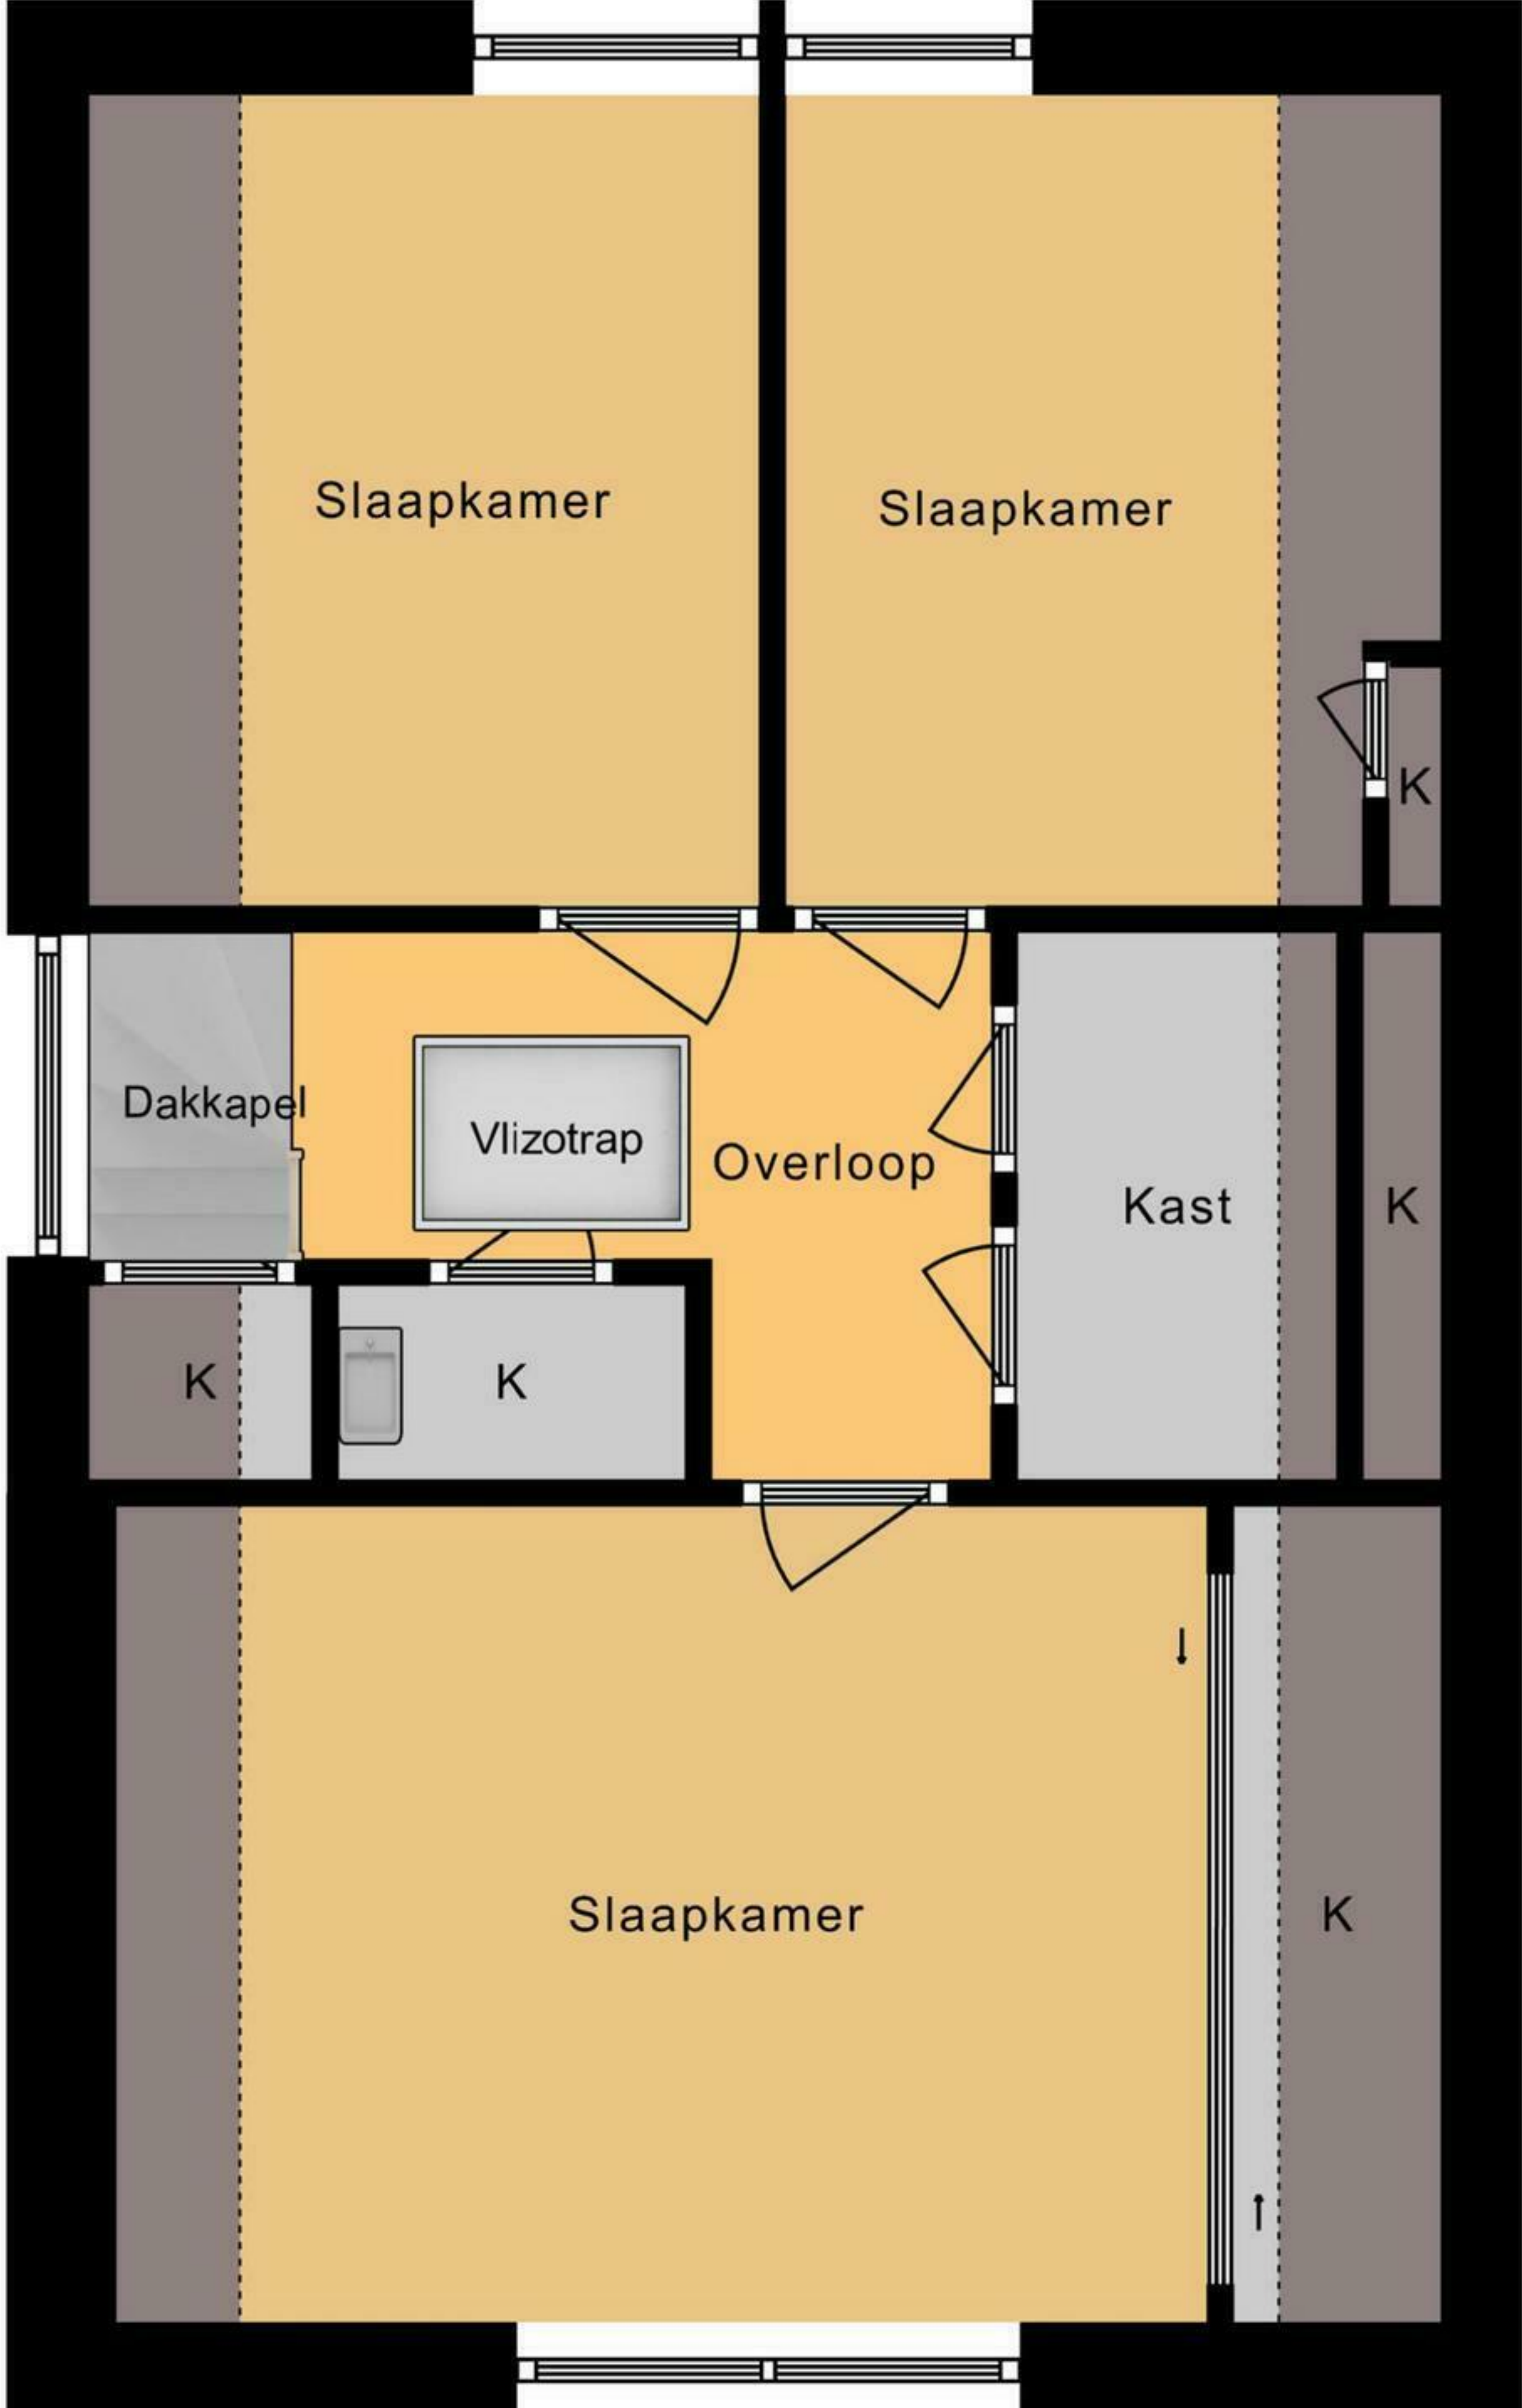 Slaapkamer
Slaapkamer
K
Dakkapel
Vlizotrap
Overloop
Kast
K
K
K
Slaapkamer
K